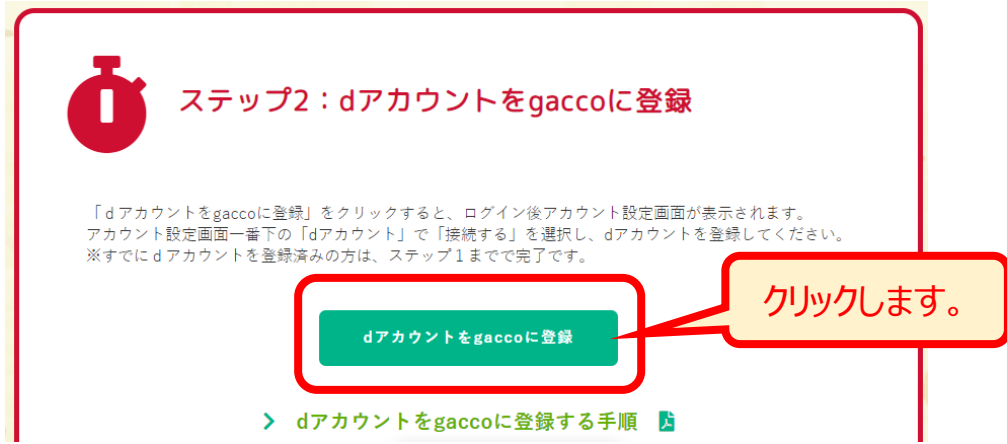 ステップ2：dアカウントをgaccoに登録
「ｄアカウントをgaccoに登録」をクリックすると、ログイン後アカウント設定画面が表示されます。
アカウント設定画面一番下の「dアカウント」で「接続する」を選択し、dアカウントを登録してください。
※すでにｄアカウントを登録済みの方は、ステップ１までで完了です。
クリックします。
dアカウントをgaccoに登録
dアカウントをgaccoに登録する手順